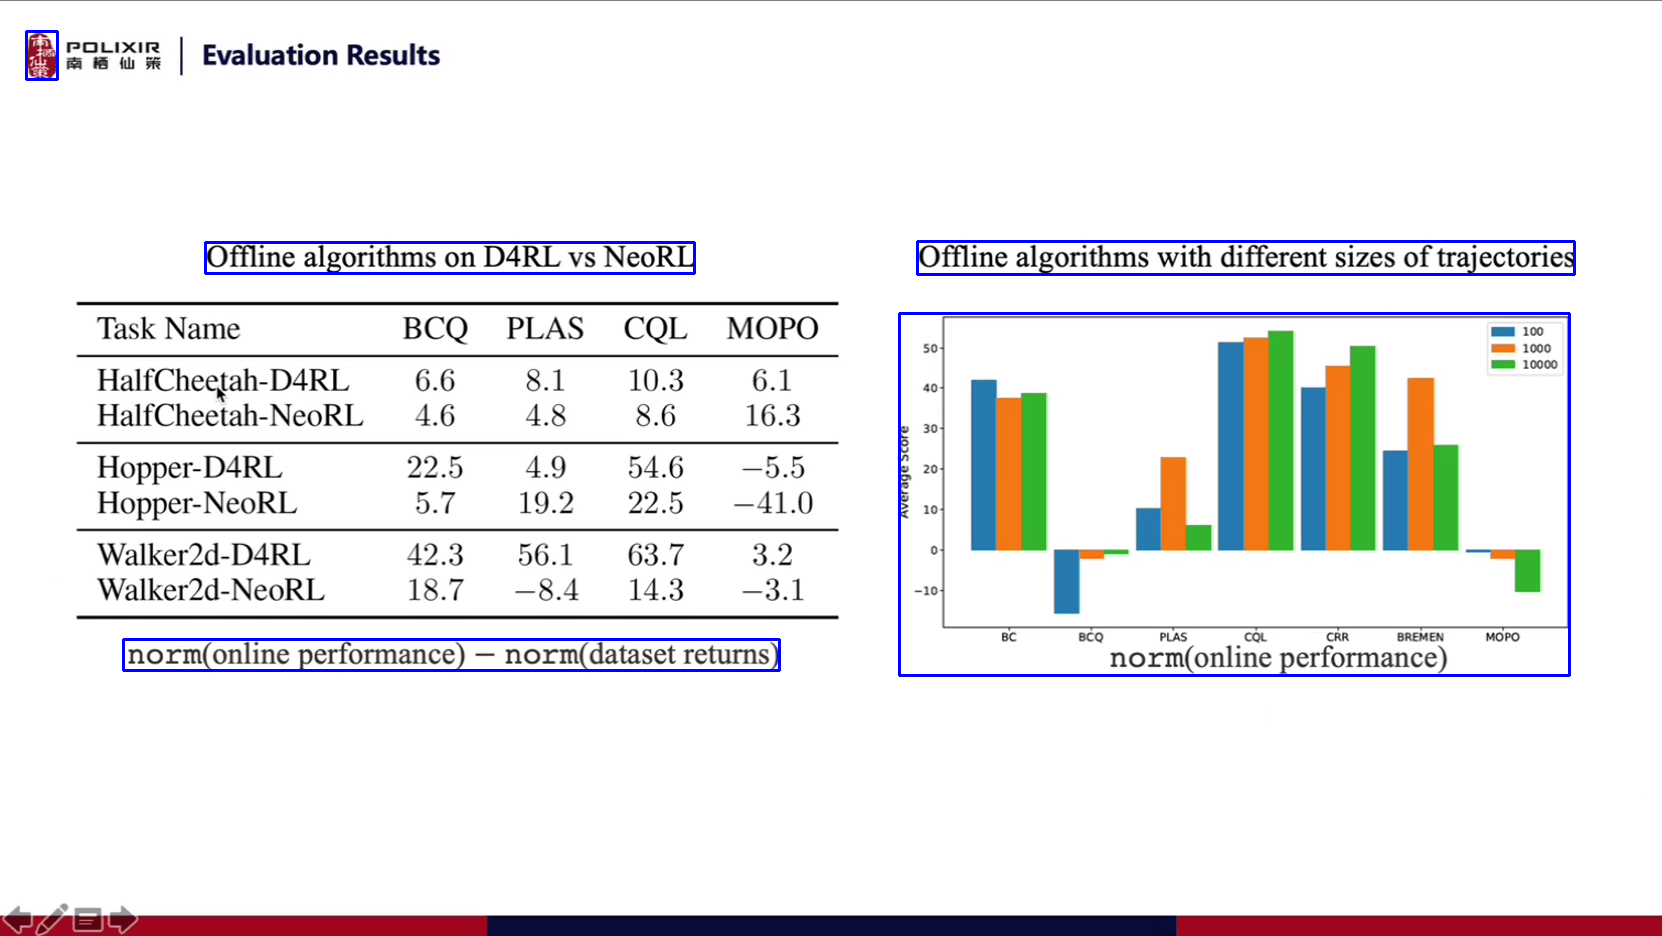 南栖仙策
POLIXIR
南栖仙策
Evaluation Results
Offline algorithms on D4RL vs NeoRL
Task Name BCQ PLAS CQL MOPO
HalfCheetah-D4RL 6.6 8.1 10.3 6.1
HalfCheetah-NeoRL 4.6 4.8 8.6 16.3
Hopper-D4RL 22.5 4.9 54.6 −5.5
Hopper-NeoRL 5.7 19.2 22.5 −41.0
Walker2d-D4RL 42.3 56.1 63.7 3.2
Walker2d-NeoRL 18.7 −8.4 14.3 −3.1
norm(online performance) − norm(dataset returns)
Offline algorithms with different sizes of trajectories
100
1000
10000
Average Score
50
40
30
20
10
0
−10
BC BCQ PLAS CQL CRR BREMEN MOPO
norm(online performance)